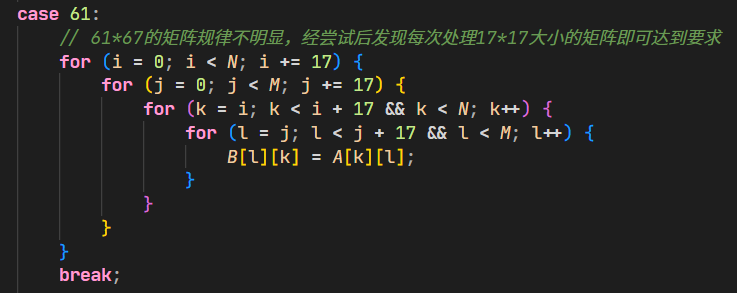 case 61:
// 61*67的矩阵规律不明显，经尝试后发现每次处理17*17大小的矩阵即可达到要求
for (i = 0; i < N; i += 17) {
for (j = 0; j < M; j += 17) {
for (k = i; k < i + 17 && k < N; k++) {
for (l = j; l < j + 17 && l < M; l++) {
B[l][k] = A[k][l];
}
}
}
}
break;